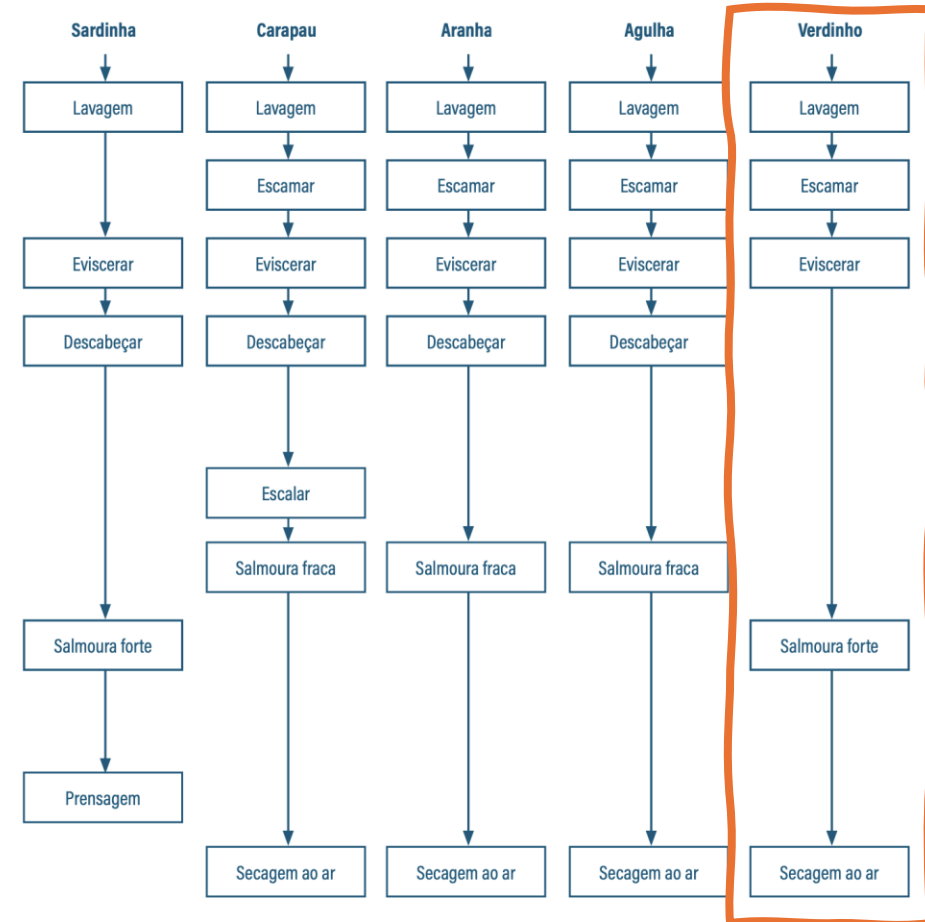 Sardinha Carapau Aranha Agulha Verdinho
Lavagem Lavagem Lavagem Lavagem Lavagem
Escamar Escamar Escamar Escamar
Eviscerar Eviscerar Eviscerar Eviscerar Eviscerar
Descabeçar Descabeçar Descabeçar Descabeçar
Escalar
Salmoura fraca Salmoura fraca Salmoura fraca
Salmoura forte Salmoura forte
Prensagem
Secagem ao ar Secagem ao ar Secagem ao ar Secagem ao ar